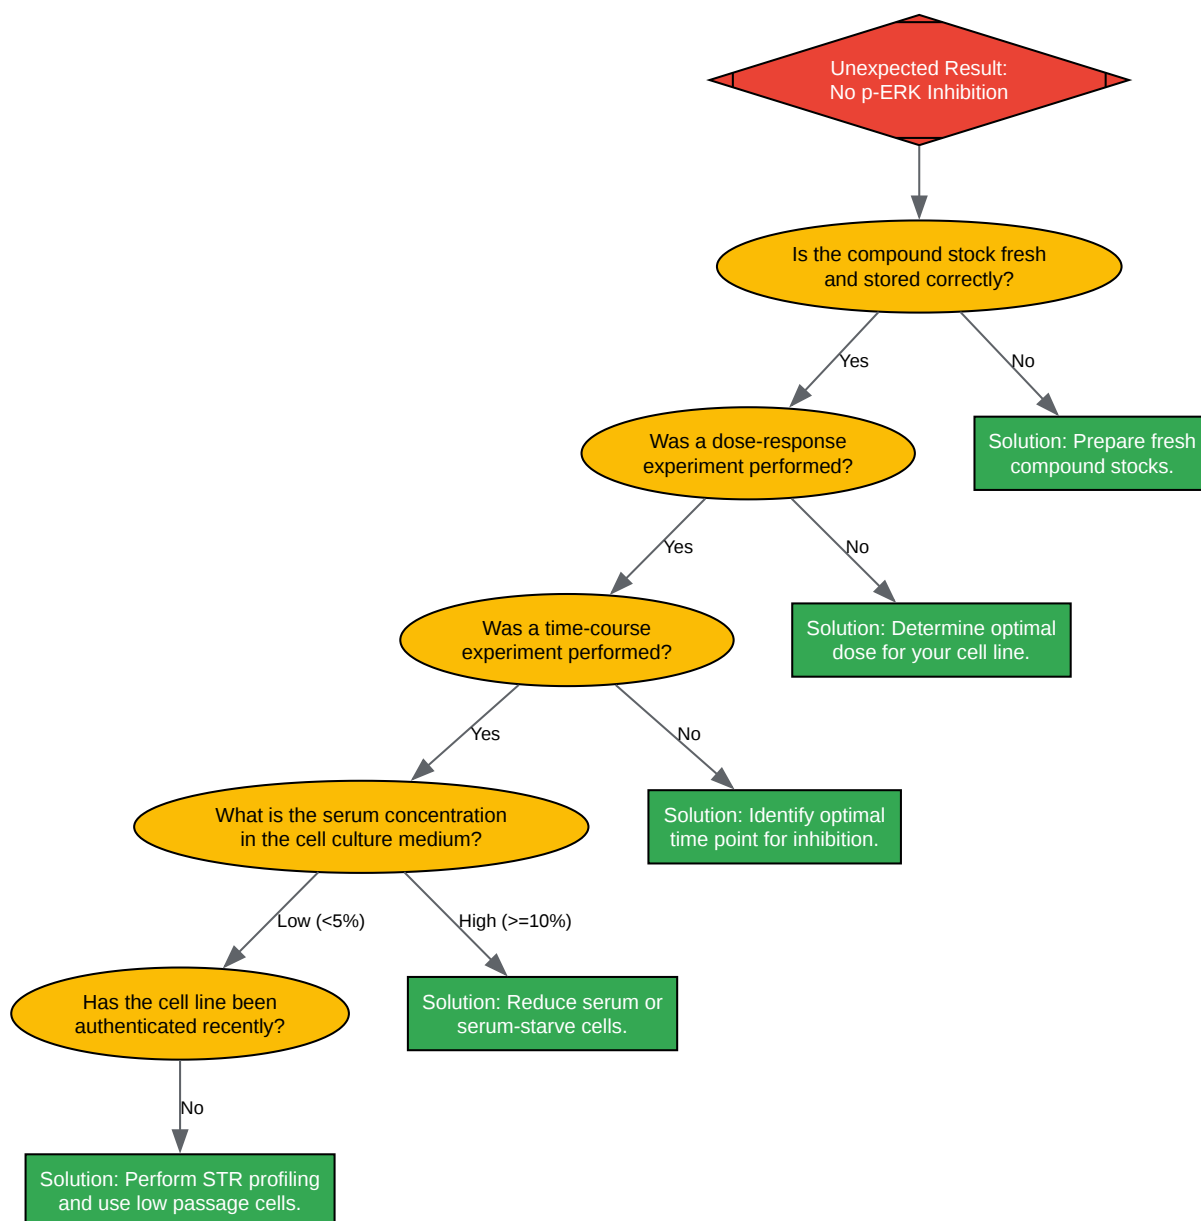 Unexpected Result:
No p-ERK Inhibition
Is the compound stock fresh
and stored correctly?
Yes
No
Was a dose-response
experiment performed?
Solution: Prepare fresh
compound stocks.
Yes
No
Was a time-course
experiment performed?
Solution: Determine optimal
dose for your cell line.
Yes
No
What is the serum concentration
in the cell culture medium?
Solution: Identify optimal
time point for inhibition.
Low (<5%)
High (>=10%)
Has the cell line been
authenticated recently?
Solution: Reduce serum or
serum-starve cells.
No
Solution: Perform STR profiling
and use low passage cells.